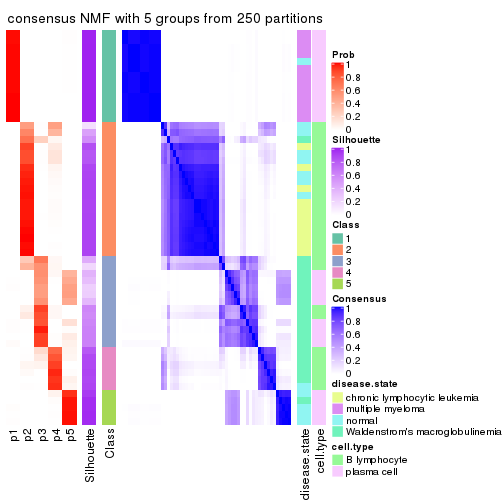 consensus NMF with 5 groups from 250 partitions
Prob
1
0.8
0.6
0.4
0.2
0
Silhouette
1
0.8
0.6
0.4
0.2
0
Class
1
2
3
4
5
Consensus
1
0.8
0.6
0.4
0.2
0
disease.state
chronic lymphocytic leukemia
multiple myeloma
normal
Waldenstrom's macroglobulinemia
cell.type
B lymphocyte
plasma cell
p1
p2
p3
p4
p5
Silhouette
Class
disease.state
cell.type